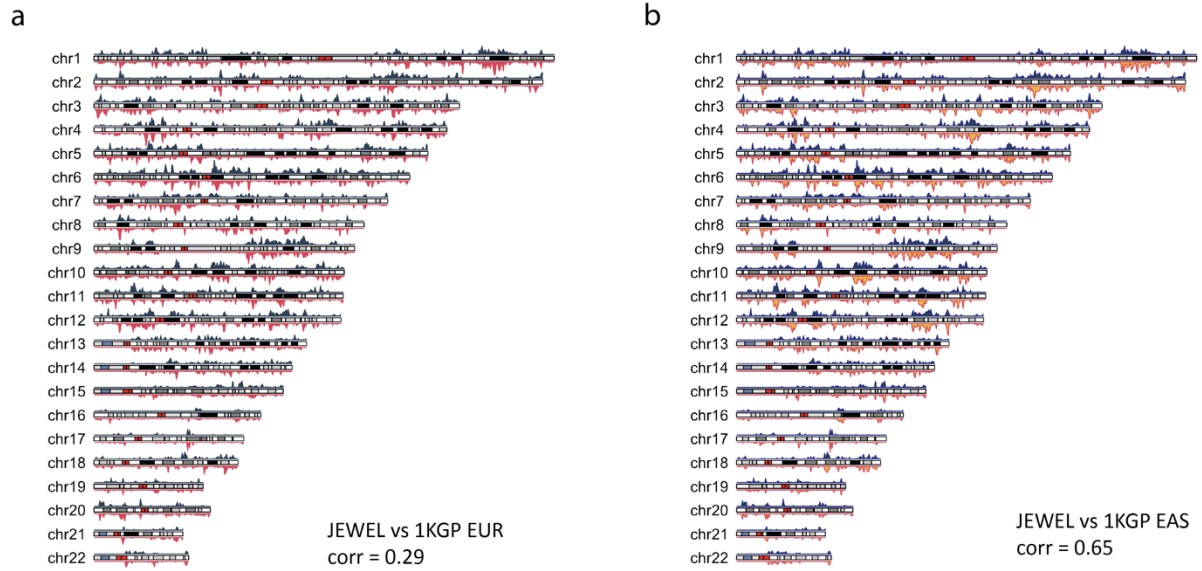 a
chr1
chr2
chr3
chr4
chr5
chr6
chr7
chr8
chr9
chr10
chr11
chr12
chr13
chr14
chr15
chr16
chr17
chr18
chr19
chr20
chr21
chr22
JEWEL vs 1KGP EUR
corr = 0.29
b
chr1
chr2
chr3
chr4
chr5
chr6
chr7
chr8
chr9
chr10
chr11
chr12
chr13
chr14
chr15
chr16
chr17
chr18
chr19
chr20
chr21
chr22
JEWEL vs 1KGP EAS
corr = 0.65